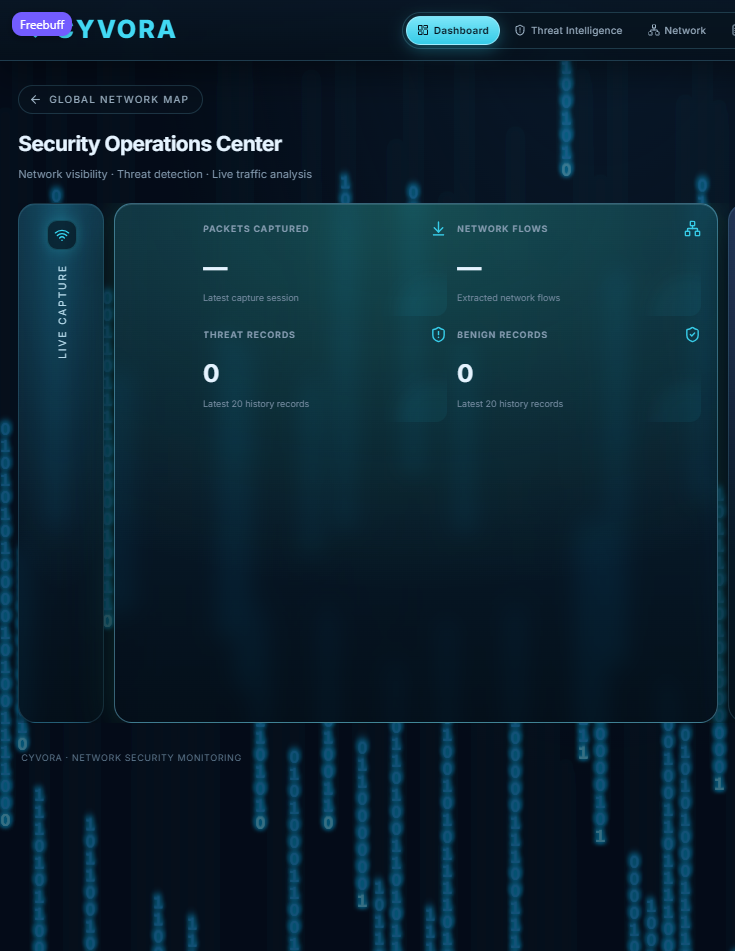 Freebuff
CYVORA
Dashboard
Threat Intelligence
Network
GLOBAL NETWORK MAP
Security Operations Center
Network visibility · Threat detection · Live traffic analysis
LIVE CAPTURE
PACKETS CAPTURED
—
Latest capture session
NETWORK FLOWS
—
Extracted network flows
THREAT RECORDS
0
Latest 20 history records
BENIGN RECORDS
0
Latest 20 history records
CYVORA · NETWORK SECURITY MONITORING